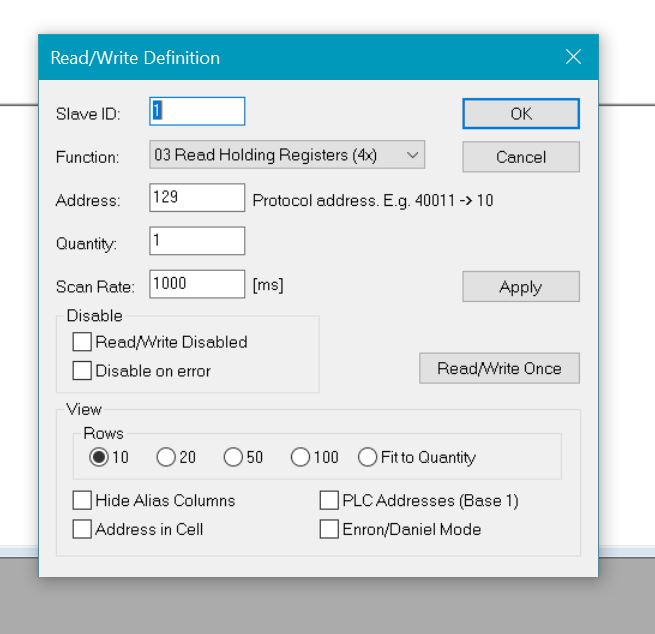 Read/Write Definition
Slave ID: 1 OK
Function: 03 Read Holding Registers (4x) Cancel
Address: 129 Protocol address. E.g. 40011 -> 10
Quantity: 1
Scan Rate: 1000 [ms] Apply
Disable
Read/Write Disabled
Disable on error
Read/Write Once
View
Rows
10 20 50 100 Fit to Quantity
Hide Alias Columns PLC Addresses (Base 1)
Address in Cell Enron/Daniel Mode